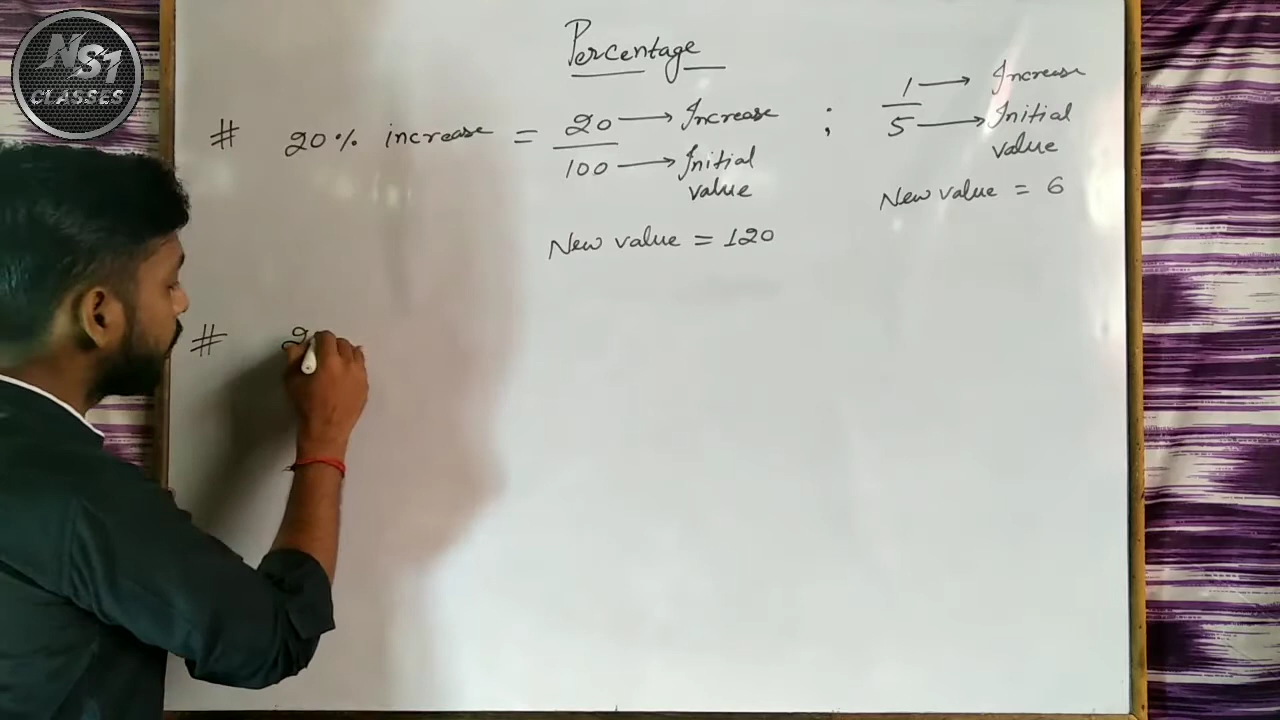 NS1
CLASSES
Percentage
# 20% increase = 20/100 → Increase / Initial value ; 1/5 → Increase / Initial value
New value = 120
New value = 6
# 2